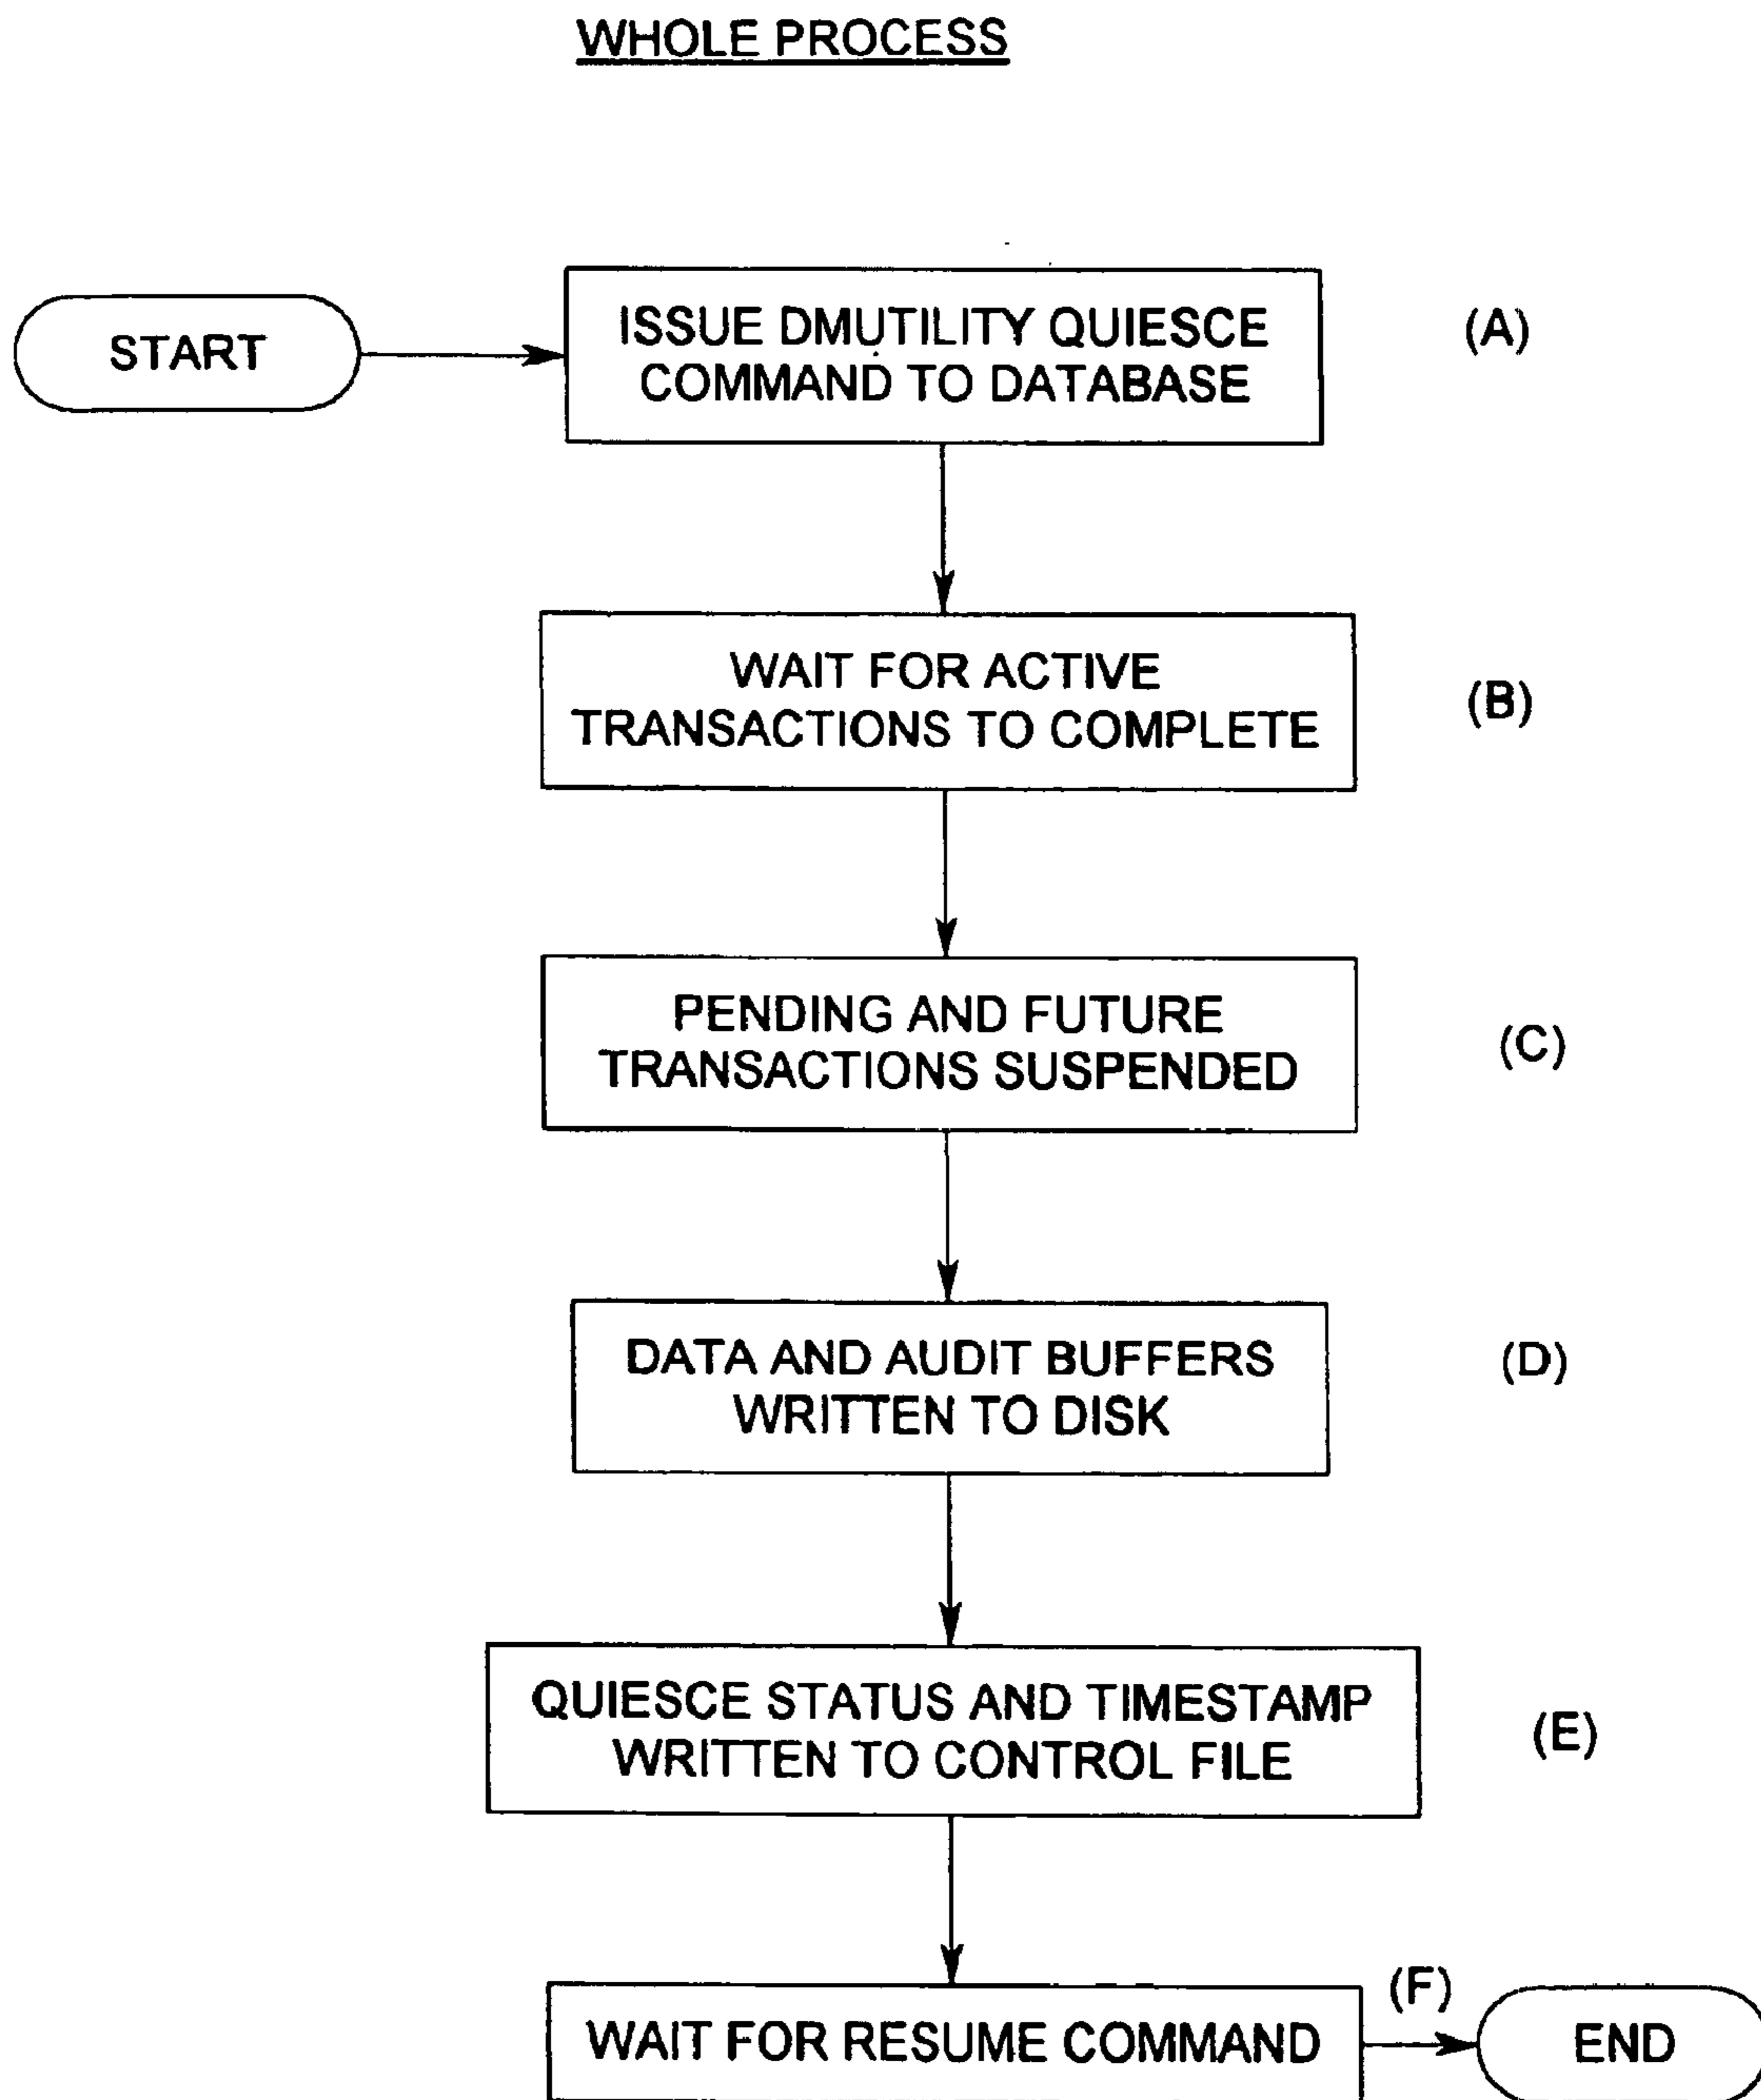 WHOLE PROCESS
START
ISSUE DMUTILITY QUIESCE
COMMAND TO DATABASE
(A)
WAIT FOR ACTIVE
TRANSACTIONS TO COMPLETE
(B)
PENDING AND FUTURE
TRANSACTIONS SUSPENDED
(C)
DATA AND AUDIT BUFFERS
WRITTEN TO DISK
(D)
QUIESCE STATUS AND TIMESTAMP
WRITTEN TO CONTROL FILE
(E)
WAIT FOR RESUME COMMAND
(F)
END